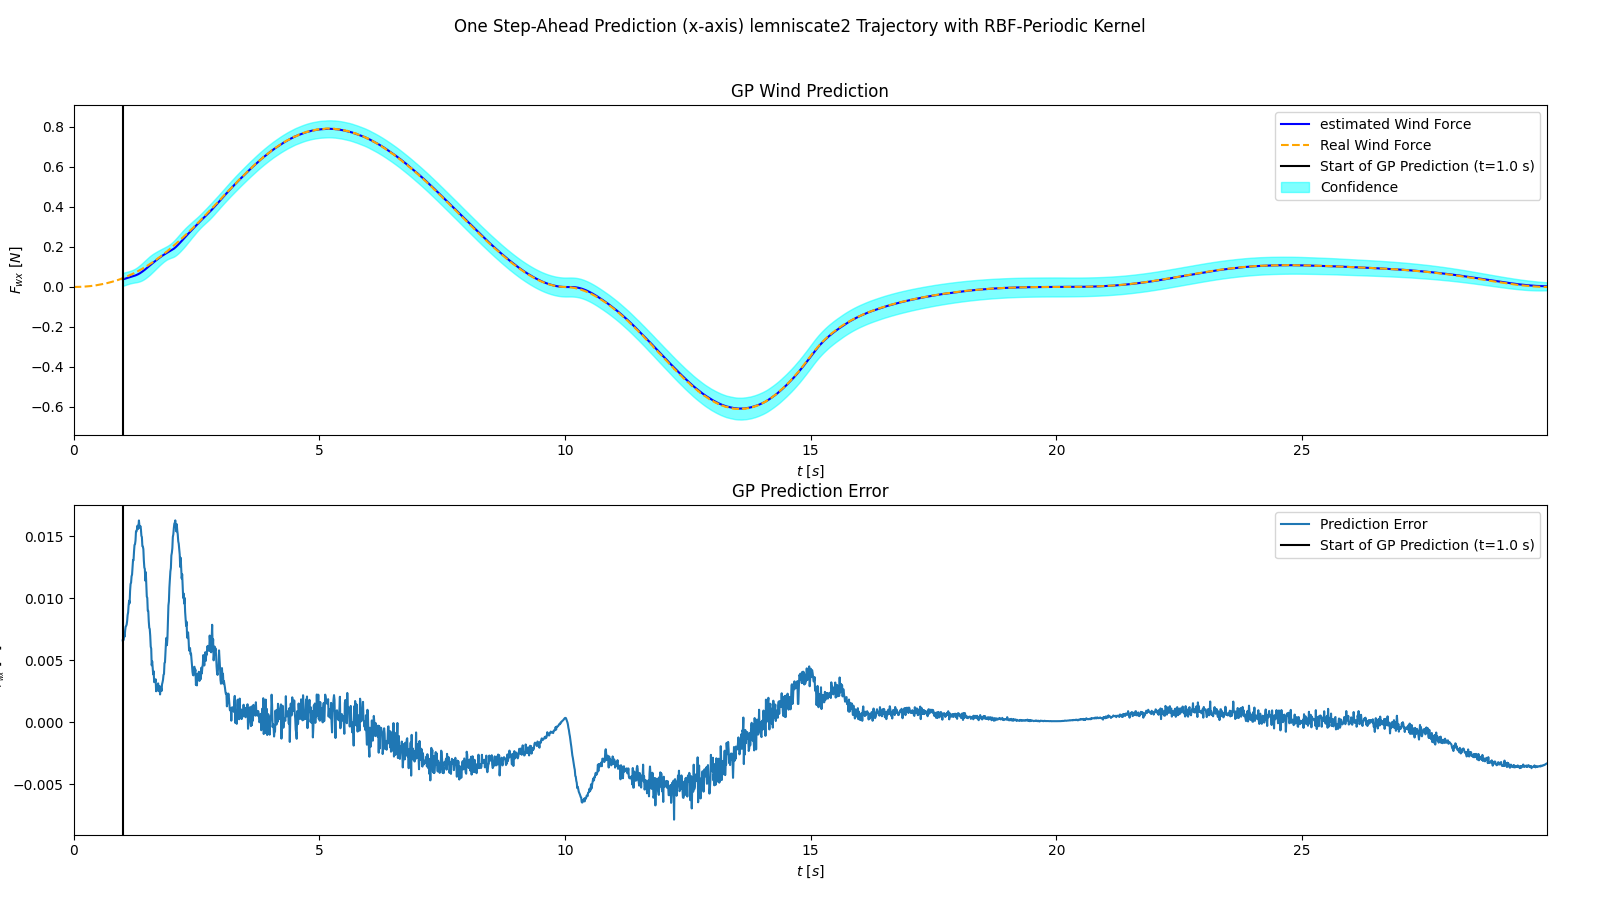 One Step-Ahead Prediction (x-axis) lemniscate2 Trajectory with RBF-Periodic Kernel
GP Wind Prediction
0.8
0.6
0.4
0.2
0.0
−0.2
−0.4
−0.6
F_wx [N]
estimated Wind Force
Real Wind Force
Start of GP Prediction (t=1.0 s)
Confidence
0 5 10 15 20 25
t [s]
GP Prediction Error
0.015
0.010
0.005
0.000
−0.005
Prediction Error
Start of GP Prediction (t=1.0 s)
0 5 10 15 20 25
t [s]